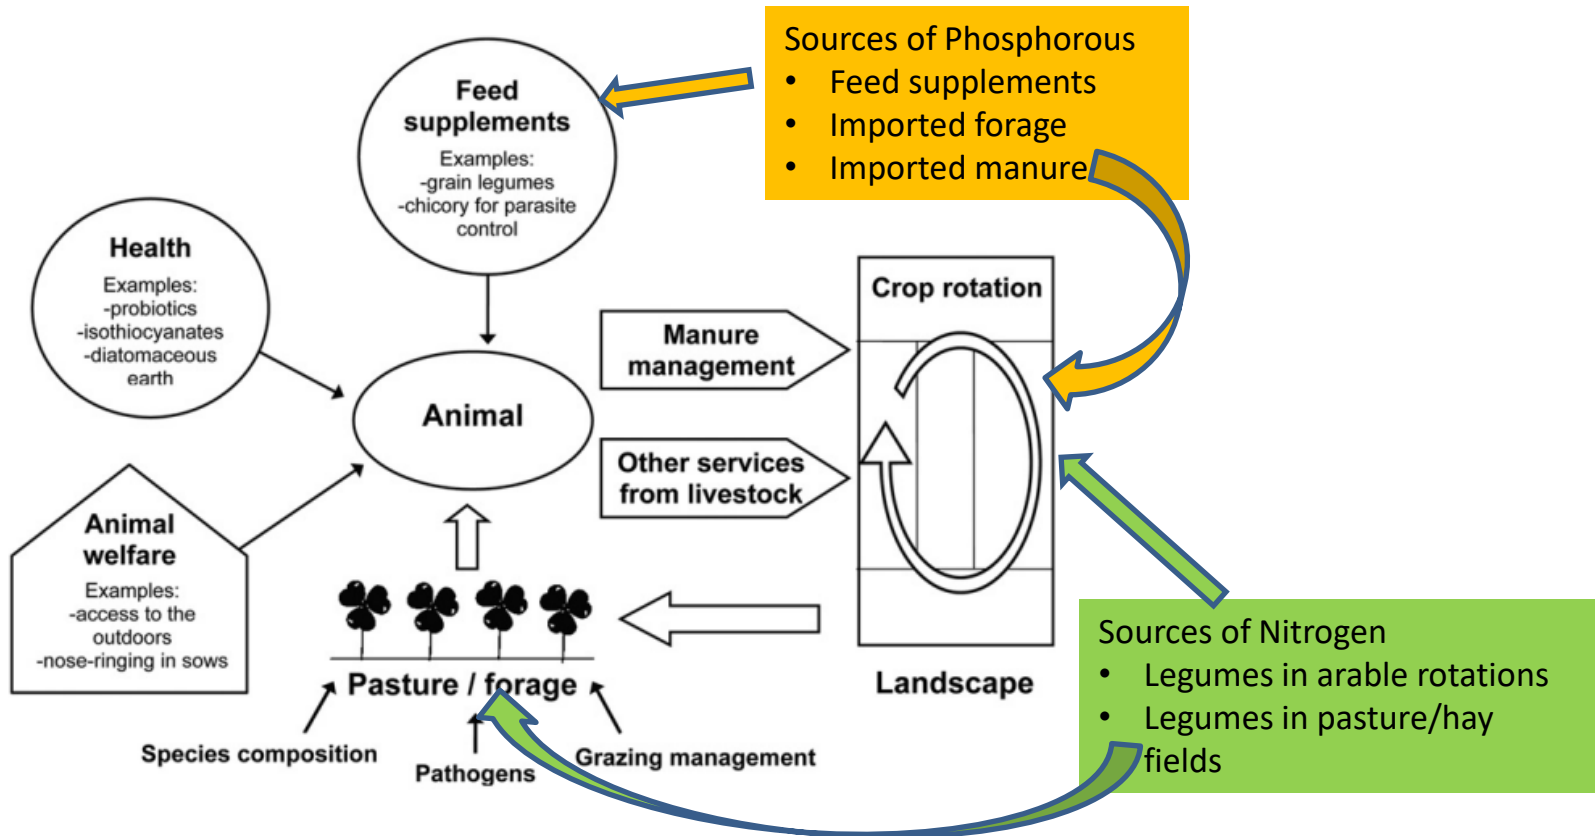 Sources of Phosphorous
• Feed supplements
• Imported forage
• Imported manure
Feed
supplements
Examples:
-grain legumes
-chicory for parasite
control
Health
Examples:
-probiotics
-isothiocyanates
-diatomaceous
earth
Animal
Manure
management
Other services
from livestock
Crop rotation
Landscape
Animal
welfare
Examples:
-access to the
outdoors
-nose-ringing in sows
Pasture / forage
Species composition
Pathogens
Grazing management
Sources of Nitrogen
• Legumes in arable rotations
• Legumes in pasture/hay
fields